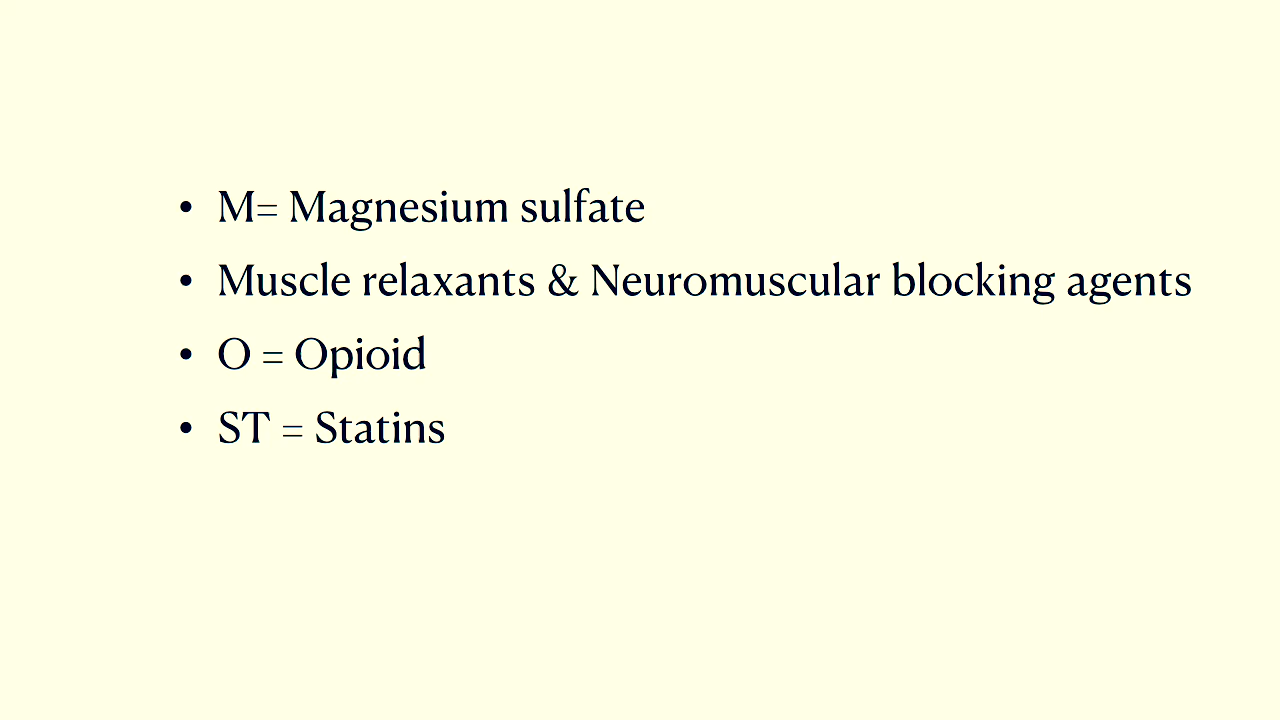 • M= Magnesium sulfate
• Muscle relaxants & Neuromuscular blocking agents
• O = Opioid
• ST = Statins